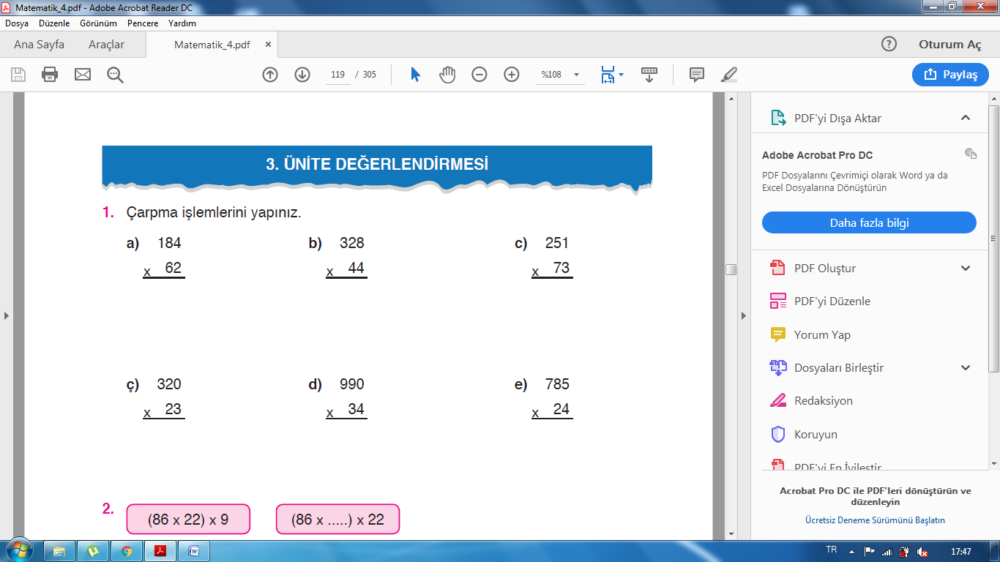 Matematik_4.pdf - Adobe Acrobat Reader DC
Dosya Düzenle Görünüm Pencere Yardım
Ana Sayfa Araçlar Matematik_4.pdf × ? Oturum Aç
119 / 305 %108 Paylaş
3. ÜNİTE DEĞERLENDİRMESİ
1. Çarpma işlemlerini yapınız.
a) 184 b) 328 c) 251
x 62 x 44 x 73
ç) 320 d) 990 e) 785
x 23 x 34 x 24
2. (86 x 22) x 9 (86 x .....) x 22
PDF'yi Dışa Aktar
Adobe Acrobat Pro DC
PDF Dosyalarını Çevrimiçi olarak Word ya da
Excel Dosyalarına Dönüştürün
Daha fazla bilgi
PDF Oluştur
PDF'yi Düzenle
Yorum Yap
Dosyaları Birleştir
Redaksiyon
Koruyun
PDF'yi En İyileştir
Acrobat Pro DC ile PDF'leri dönüştürün ve
düzenleyin
Ücretsiz Deneme Sürümünü Başlatın
TR 17:47